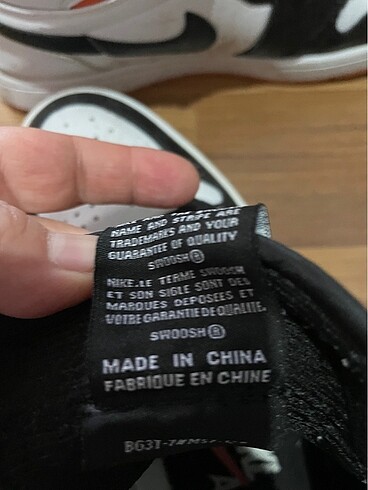 NAME AND STRIPE ARE
TRADEMARKS AND YOUR
GUARANTEE OF QUALITY
SWOOSH®
NIKE.LE TERME SWOOSH
ET SON SIGLE SONT DES
MARQUES DEPOSÉES ET
VOTRE GARANTIE DE QUALITE.
SWOOSH®
MADE IN CHINA
FABRIQUE EN CHINE